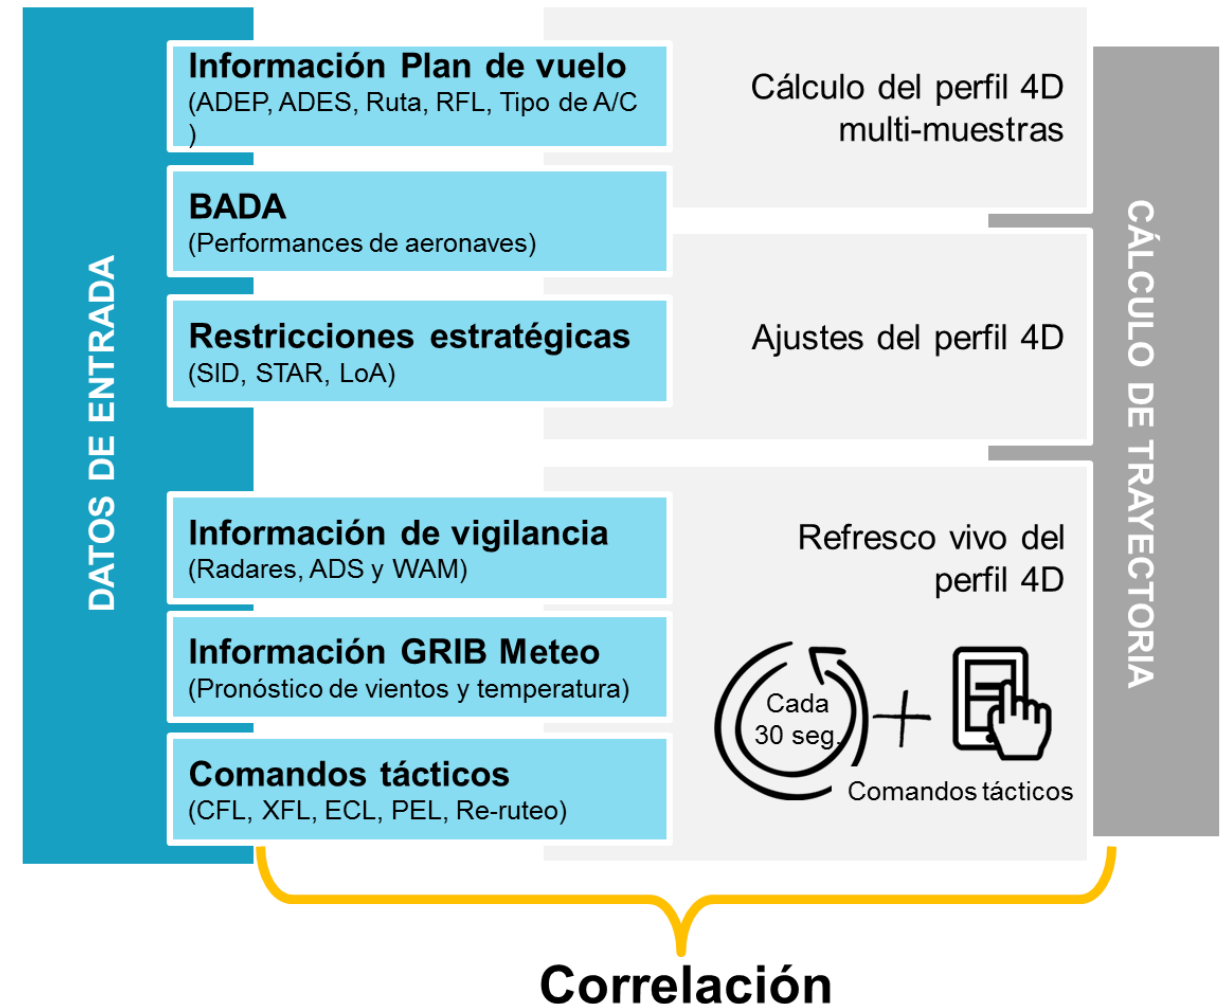 DATOS DE ENTRADA
Información Plan de vuelo
(ADEP, ADES, Ruta, RFL, Tipo de A/C
)
BADA
(Performances de aeronaves)
Restricciones estratégicas
(SID, STAR, LoA)
Información de vigilancia
(Radares, ADS y WAM)
Información GRIB Meteo
(Pronóstico de vientos y temperatura)
Comandos tácticos
(CFL, XFL, ECL, PEL, Re-ruteo)
Cálculo del perfil 4D
multi-muestras
Ajustes del perfil 4D
Refresco vivo del
perfil 4D
Cada
30 seg.
Comandos tácticos
CÁLCULO DE TRAYECTORIA
Correlación